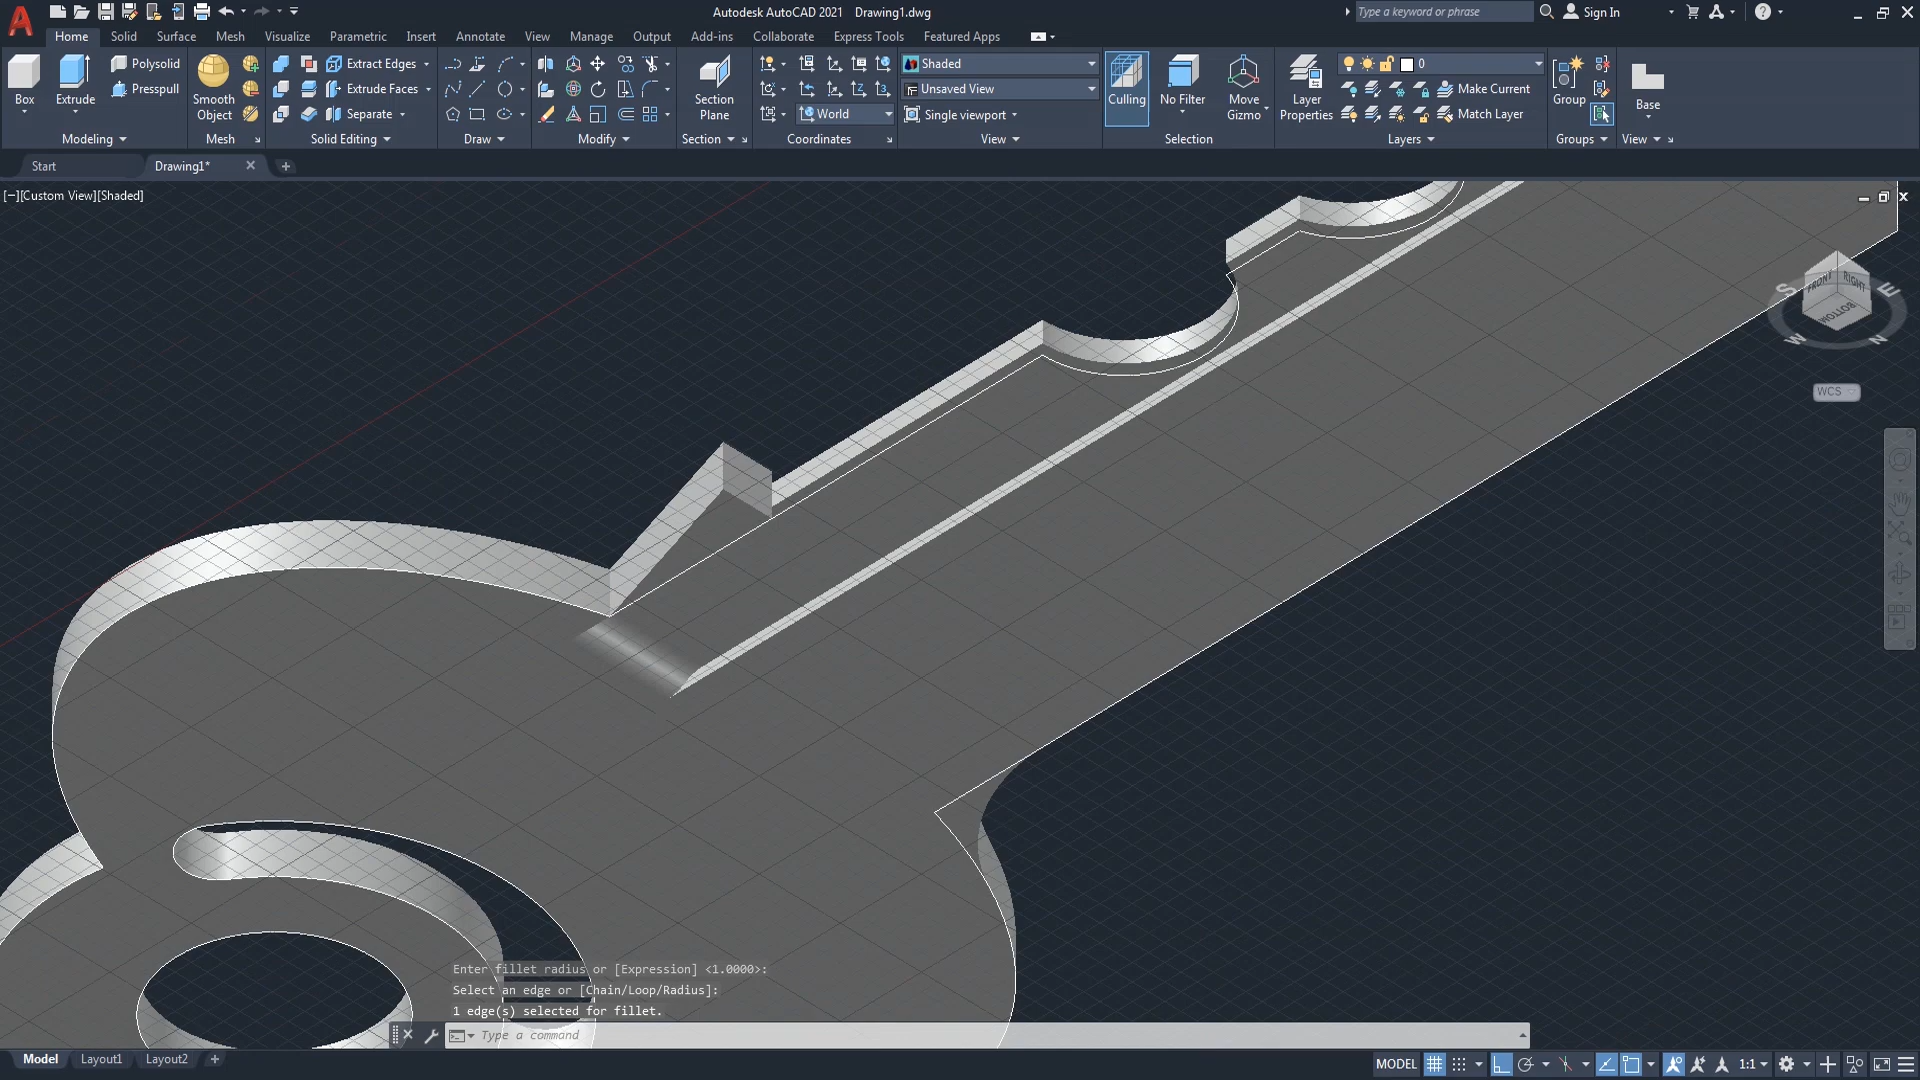 Autodesk AutoCAD 2021 Drawing1.dwg
Type a keyword or phrase
Sign In
Home Solid Surface Mesh Visualize Parametric Insert Annotate View Manage Output Add-ins Collaborate Express Tools Featured Apps
Box
Extrude
Polysolid
Presspull
Modeling
Smooth
Object
Mesh
Extract Edges
Extrude Faces
Separate
Solid Editing
Draw
Modify
Section
Plane
Section
World
Coordinates
Shaded
Unsaved View
Single viewport
View
Culling
No Filter
Move
Gizmo
Selection
Layer
Properties
0
Make Current
Match Layer
Layers
Group
Groups
Base
View
Start
Drawing1*
[−][Custom View][Shaded]
FRONT
RIGHT
BOTTOM
S
E
W
N
WCS
Enter fillet radius or [Expression] <1.0000>:
Select an edge or [Chain/Loop/Radius]:
1 edge(s) selected for fillet.
Type a command
Model
Layout1
Layout2
MODEL
1:1